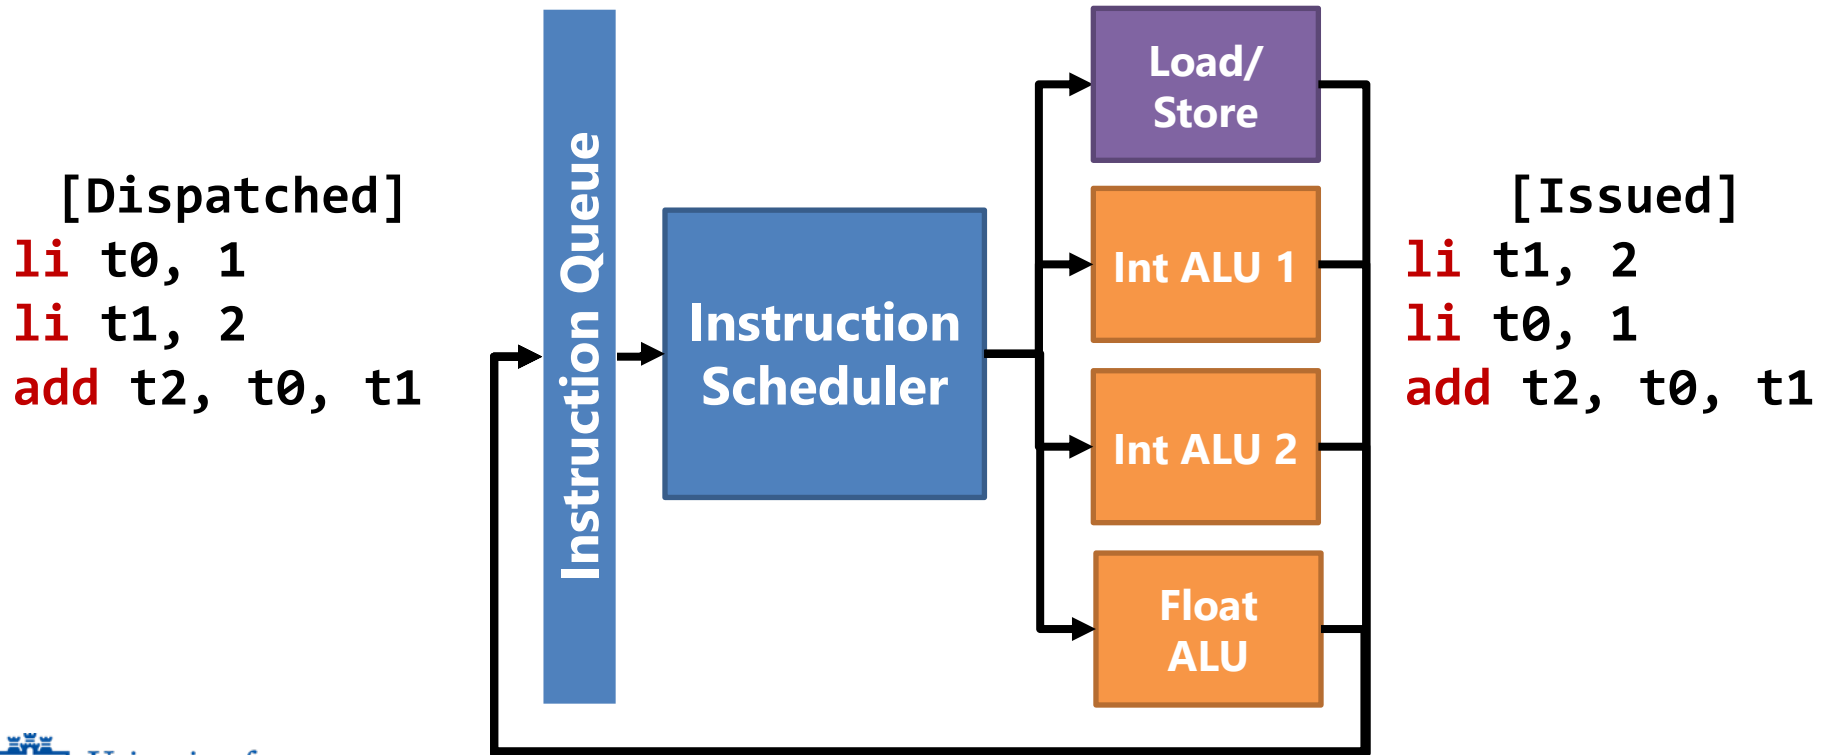 [Dispatched]
li t0, 1
li t1, 2
add t2, t0, t1
Instruction Queue
Instruction
Scheduler
Load/
Store
Int ALU 1
Int ALU 2
Float
ALU
[Issued]
li t1, 2
li t0, 1
add t2, t0, t1